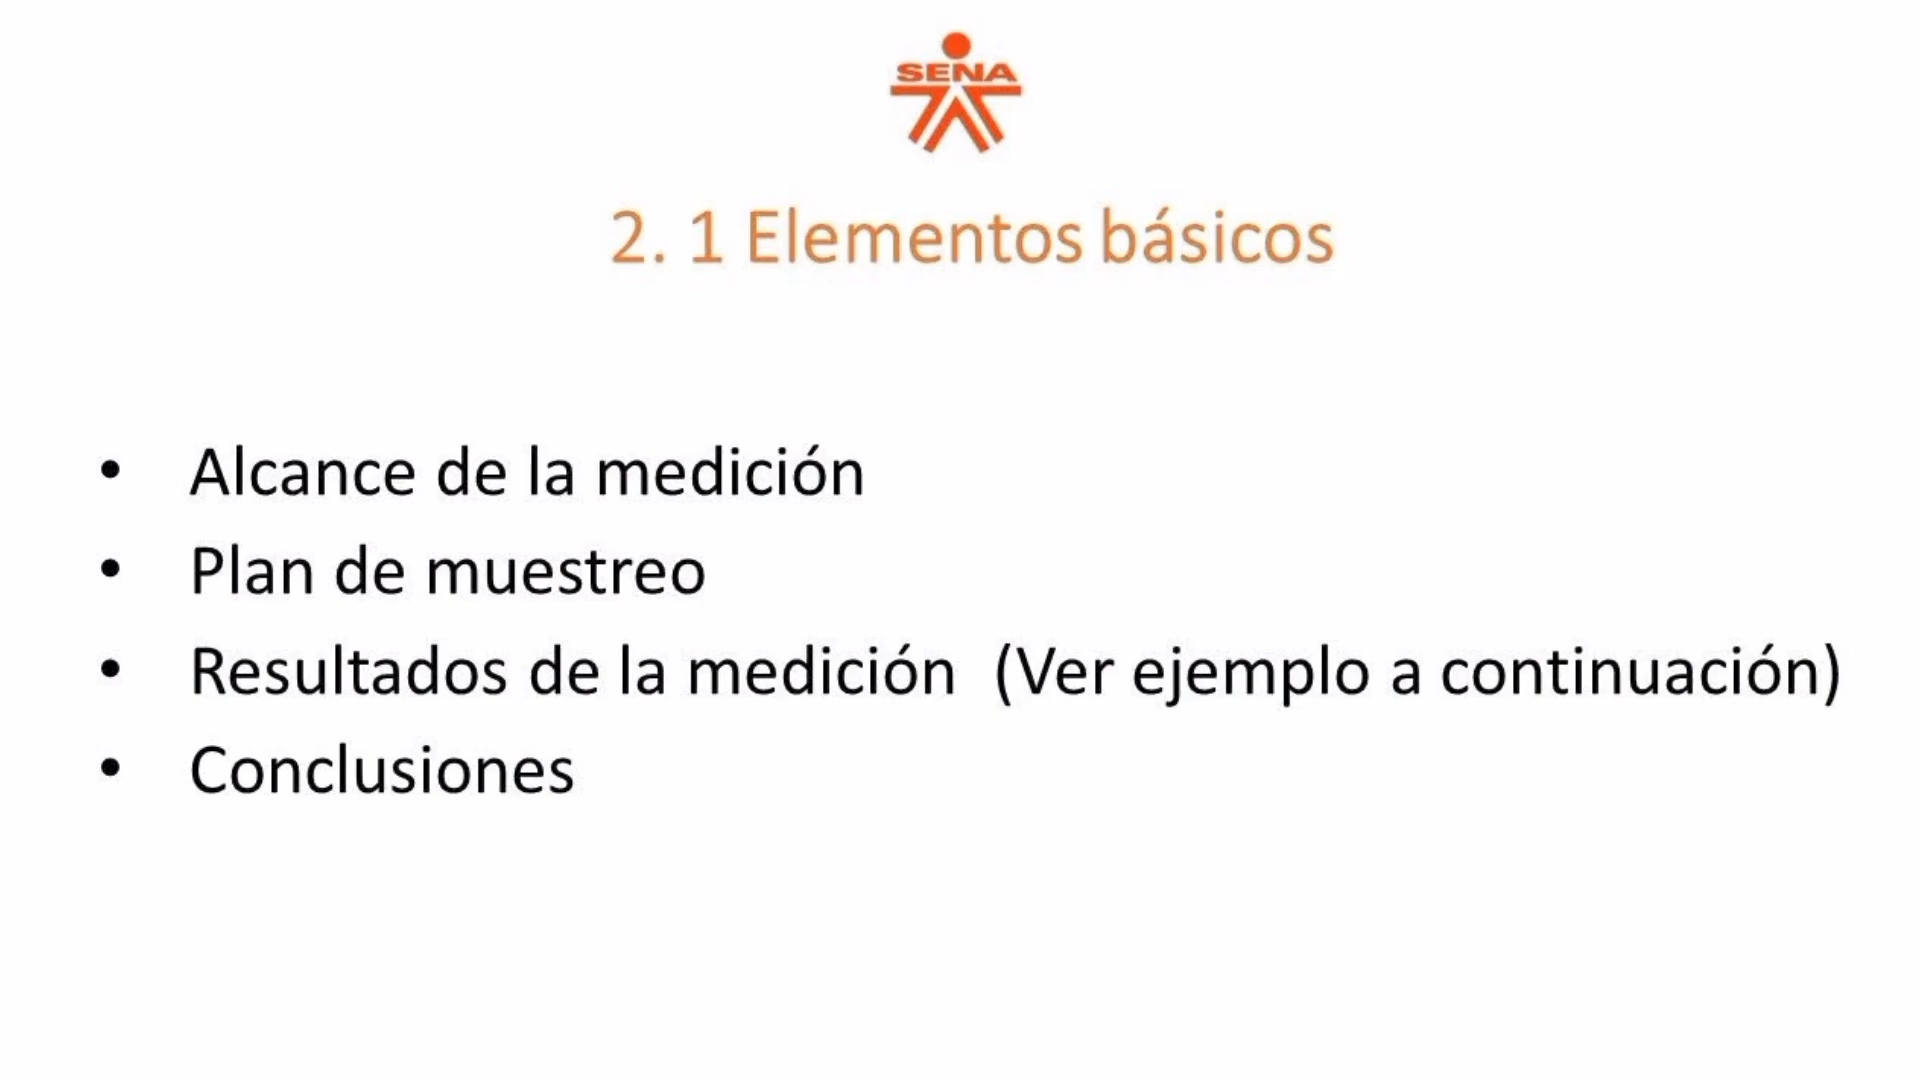 SENA
2. 1 Elementos básicos
• Alcance de la medición
• Plan de muestreo
• Resultados de la medición (Ver ejemplo a continuación)
• Conclusiones